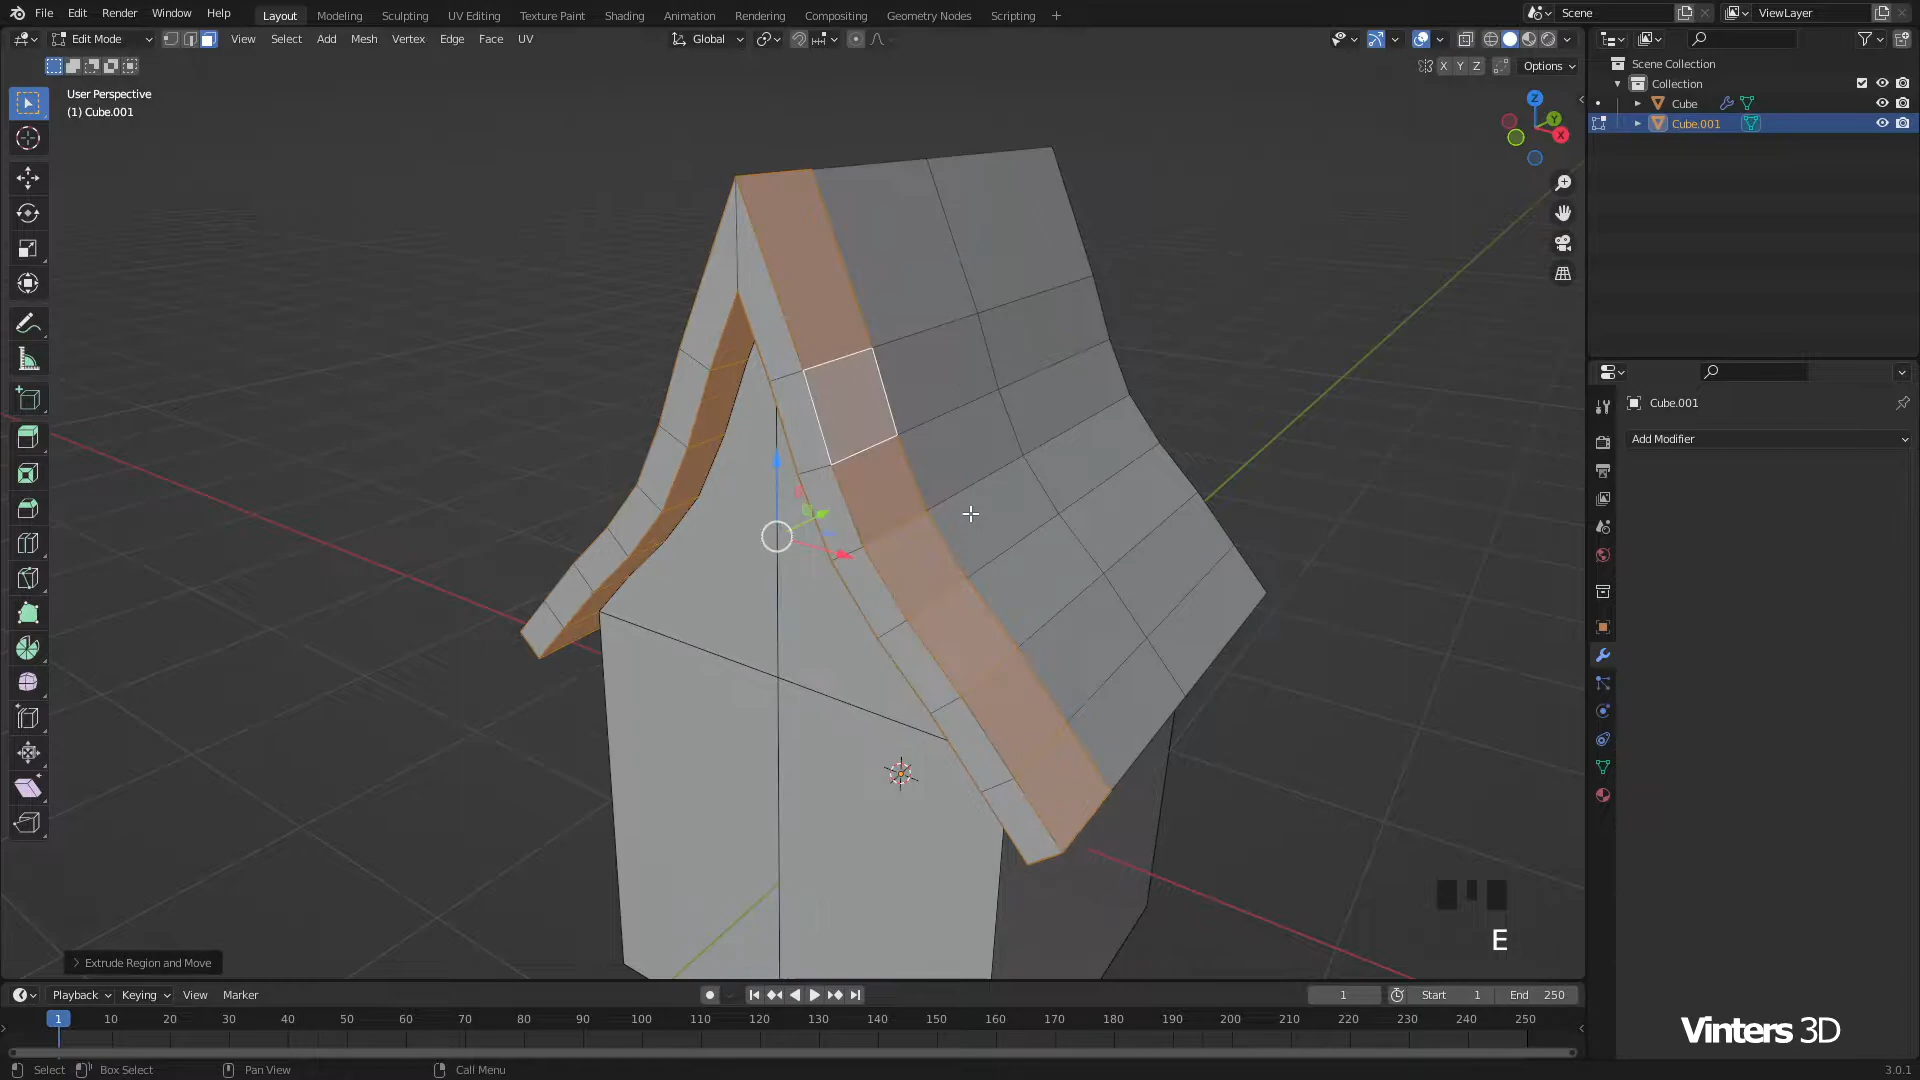 File Edit Render Window Help Layout Modeling Sculpting UV Editing Texture Paint Shading Animation Rendering Compositing Geometry Nodes Scripting + Scene ViewLayer
Edit Mode View Select Add Mesh Vertex Edge Face UV Global
X Y Z Options
User Perspective
(1) Cube.001
Z
Y
X
Scene Collection
Collection
Cube
Cube.001
Cube.001
Add Modifier
E
Extrude Region and Move
Playback Keying View Marker 1 Start 1 End 250
1 10 20 30 40 50 60 70 80 90 100 110 120 130 140 150 160 170 180 190 200 210 220 230 240 250
Vinters 3D
Select Box Select Pan View Call Menu 3.0.1